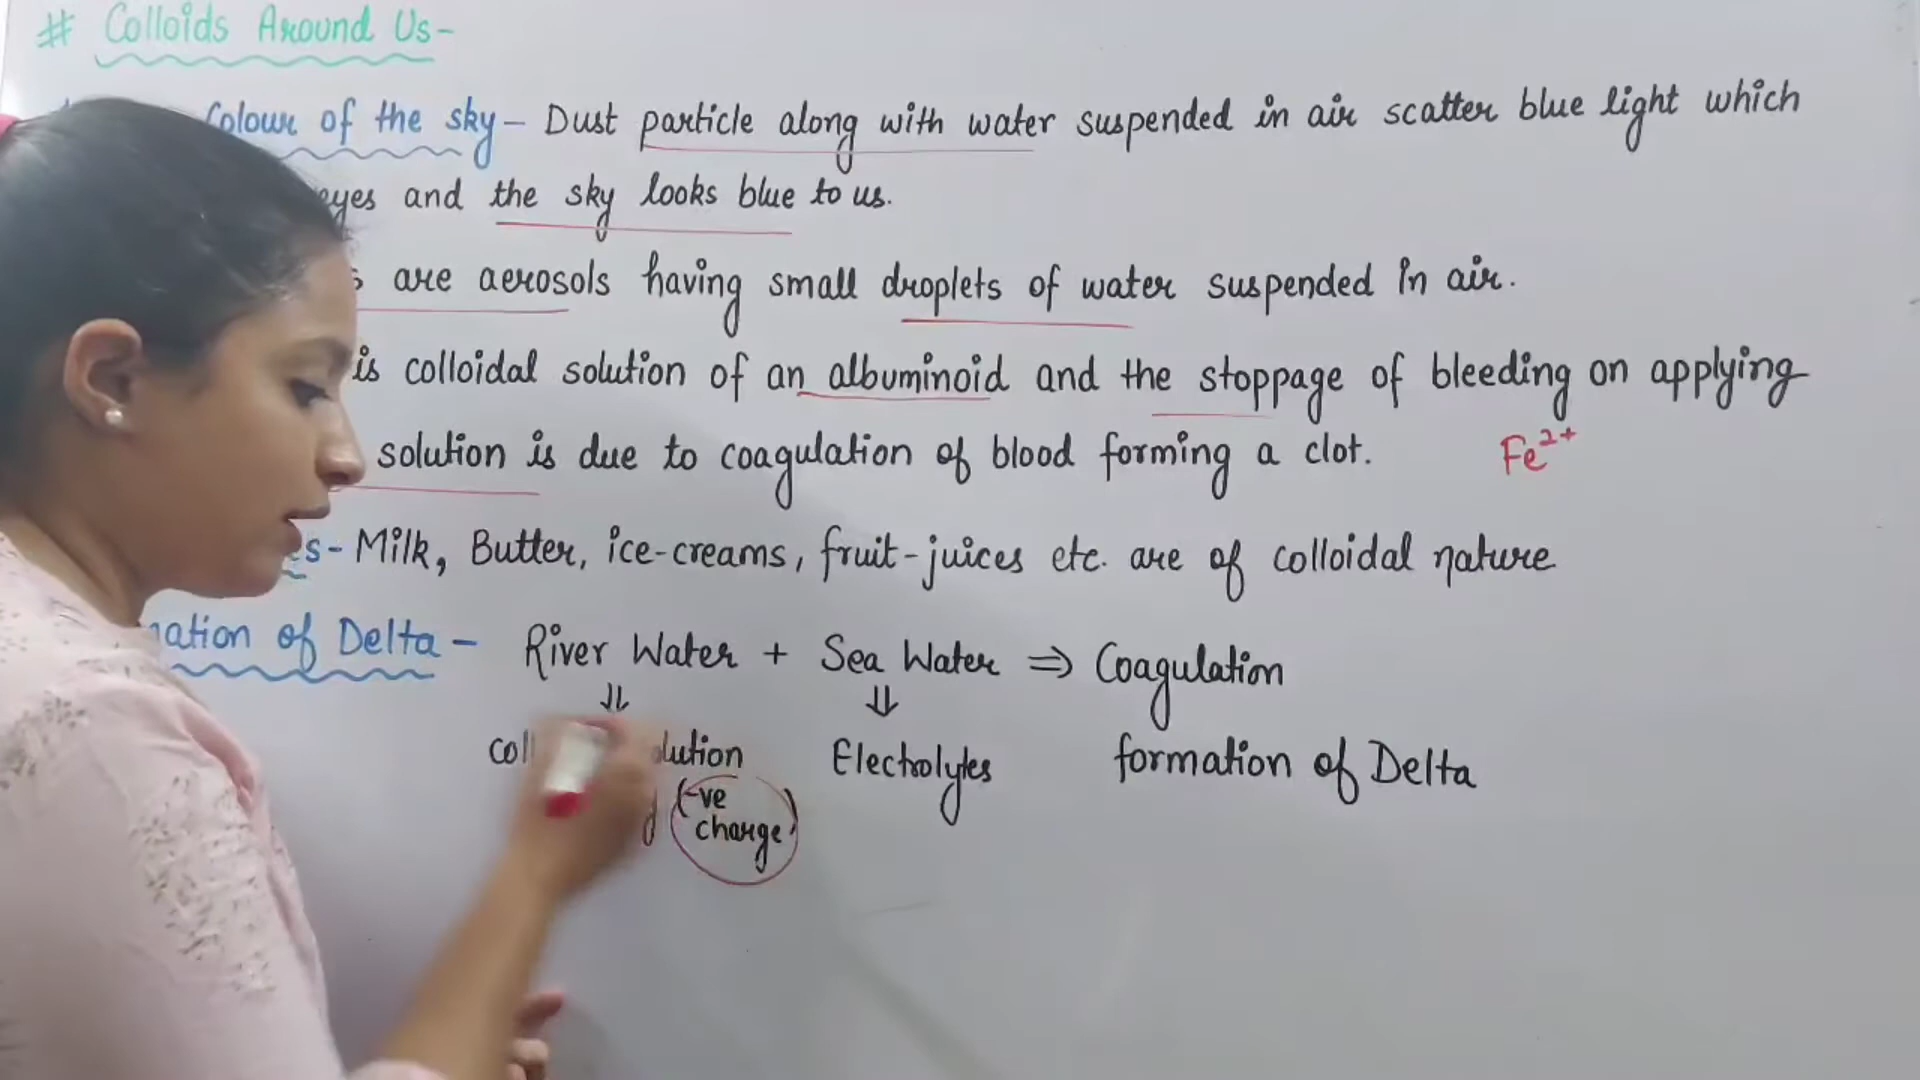 # Colloids Around Us-
Colour of the sky - Dust particle along with water suspended in air scatter blue light which
eyes and the sky looks blue to us.
are aerosols having small droplets of water suspended in air.
is colloidal solution of an albuminoid and the stoppage of bleeding on applying
solution is due to coagulation of blood forming a clot.
Fe2+
- Milk, Butter, ice-creams, fruit-juices etc. are of colloidal nature
of Delta - River Water + Sea Water ⇒ Coagulation
⇓ ⇓
Electrolytes formation of Delta
(-ve
charge)